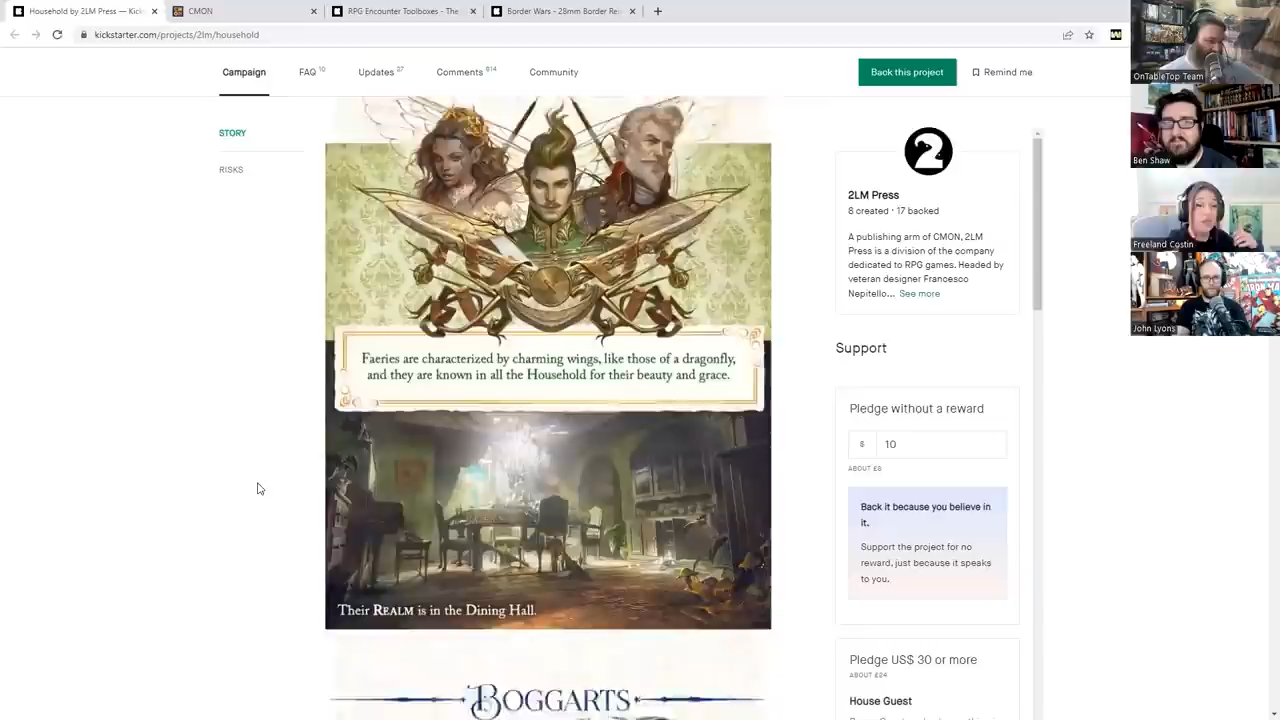 Household by 2LM Press — Kick
CMON
RPG Encounter Toolboxes - The
Border Wars - 28mm Border Rei
kickstarter.com/projects/2lm/household
Campaign
FAQ 10
Updates 27
Comments 614
Community
Back this project
Remind me
STORY
RISKS
Faeries are characterized by charming wings, like those of a dragonfly,
and they are known in all the Household for their beauty and grace.
Their REALM is in the Dining Hall.
BOGGARTS
2
2LM Press
8 created · 17 backed
A publishing arm of CMON, 2LM
Press is a division of the company
dedicated to RPG games. Headed by
veteran designer Francesco
Nepitello... See more
Support
Pledge without a reward
$ 10
ABOUT £8
Back it because you believe in
it.
Support the project for no
reward, just because it speaks
to you.
Pledge US$ 30 or more
ABOUT £24
House Guest
OnTableTop Team
Ben Shaw
Freeland Costin
John Lyons